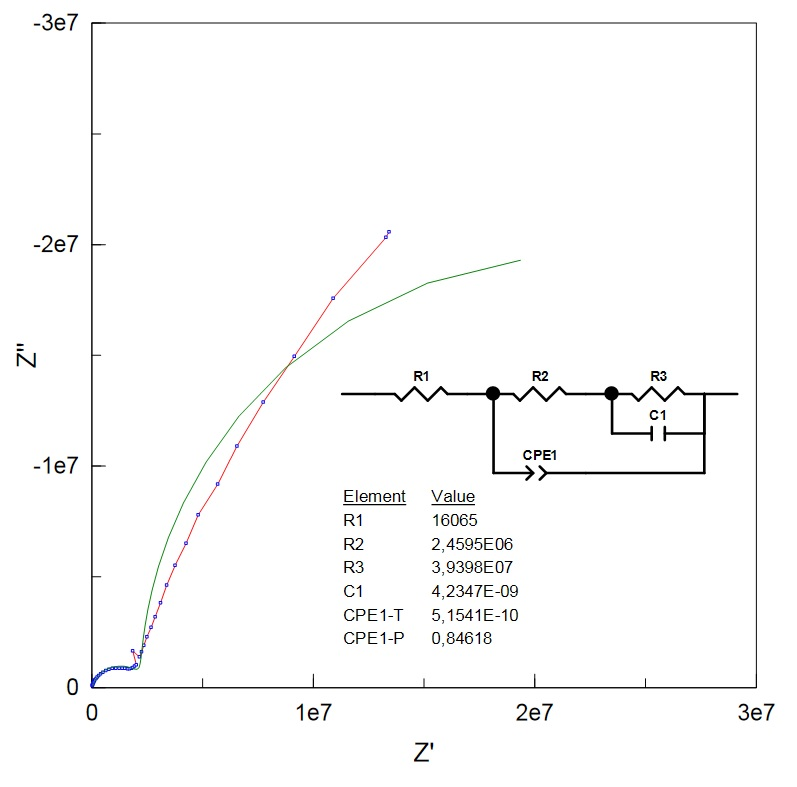 -3e7
-2e7
-1e7
0
0
1e7
2e7
3e7
Z'
Z''
R1
R2
R3
C1
CPE1
Element Value
R1 16065
R2 2,4595E06
R3 3,9398E07
C1 4,2347E-09
CPE1-T 5,1541E-10
CPE1-P 0,84618